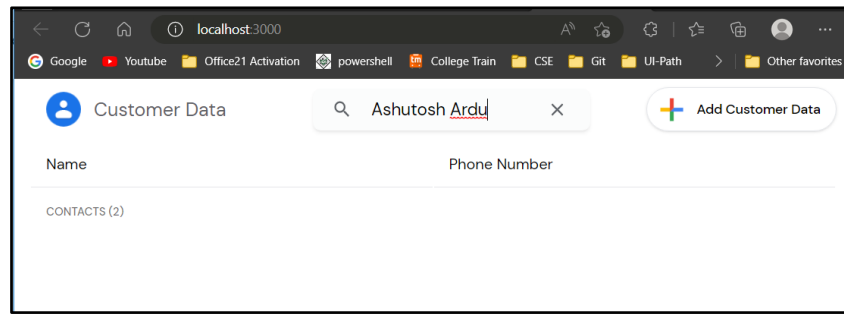 localhost:3000
Google Youtube Office21 Activation powershell College Train CSE Git UI-Path Other favorites
Customer Data Ashutosh Ardu Add Customer Data
Name Phone Number
CONTACTS (2)